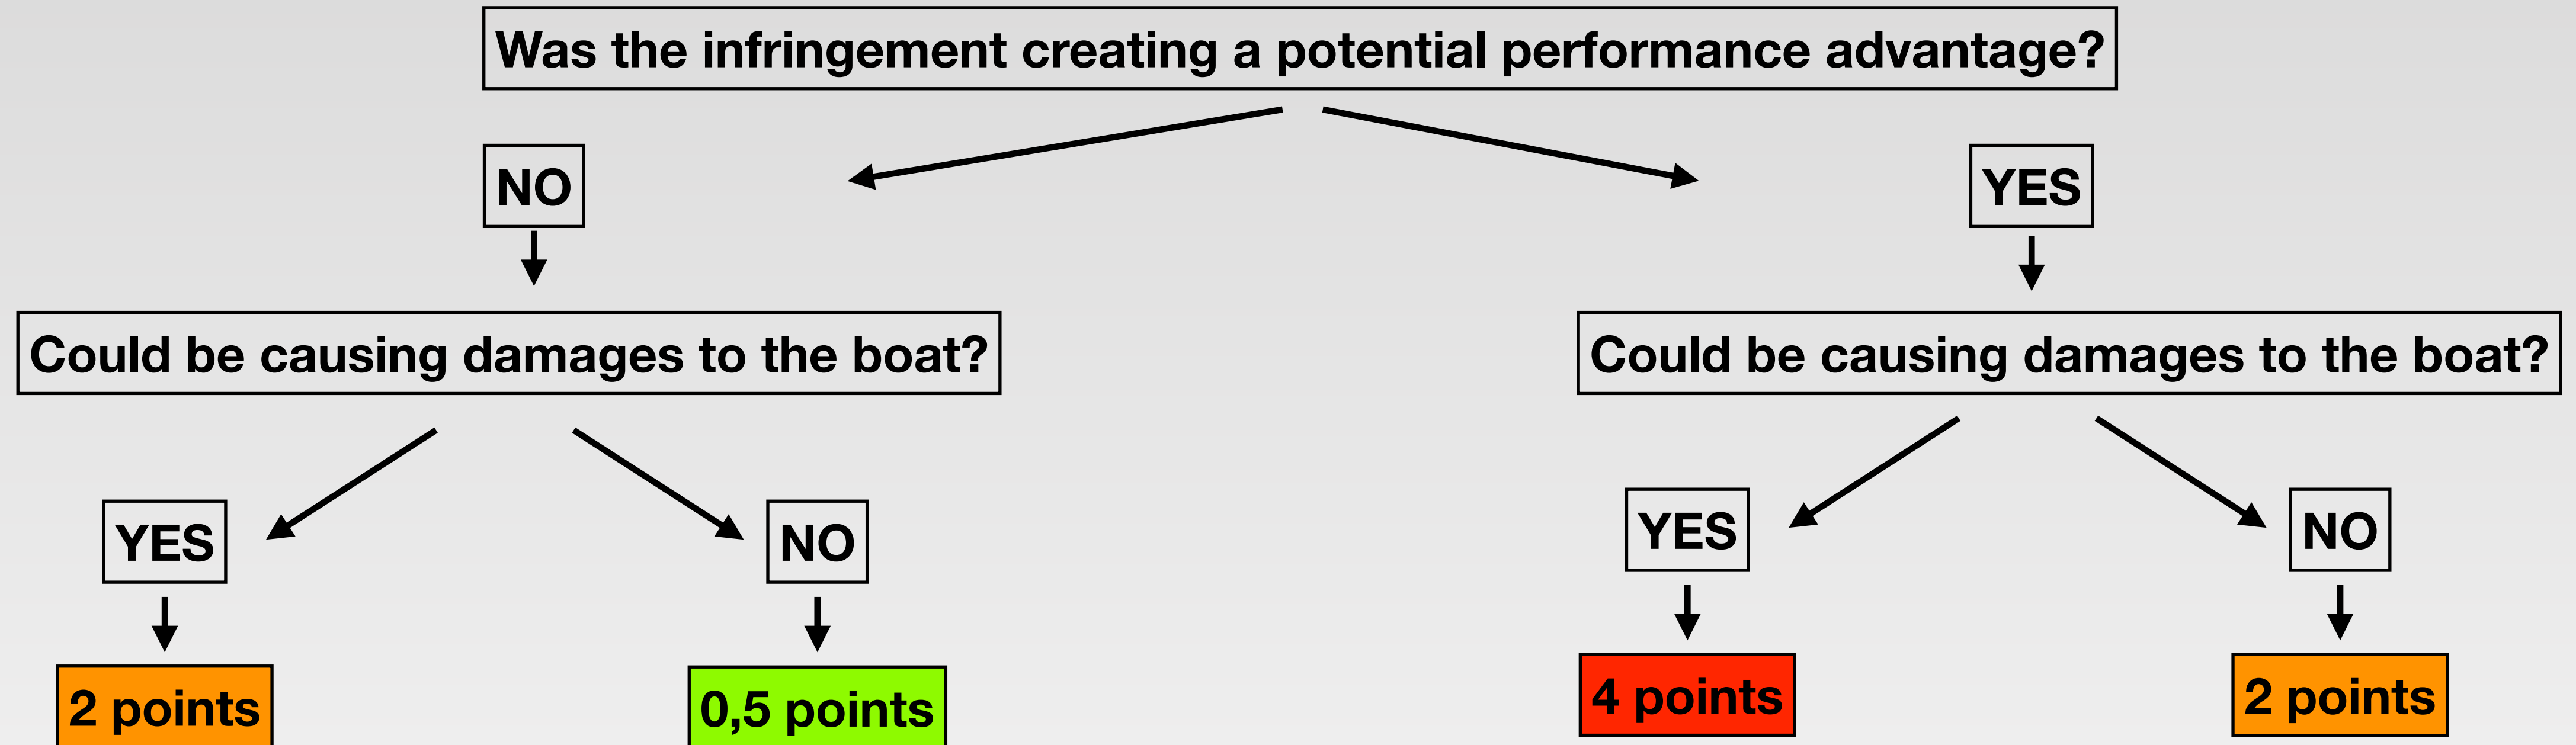 Was the infringement creating a potential performance advantage?
NO
YES
Could be causing damages to the boat?
Could be causing damages to the boat?
YES
NO
YES
NO
2 points
0,5 points
4 points
2 points